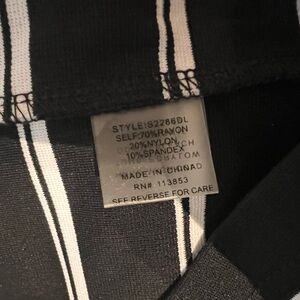 STYLE:S2266DL
SELF:70%RAYON
20%NYLON
10%SPANDEX
MADE IN CHINA
RN# 113853
SEE REVERSE FOR CARE